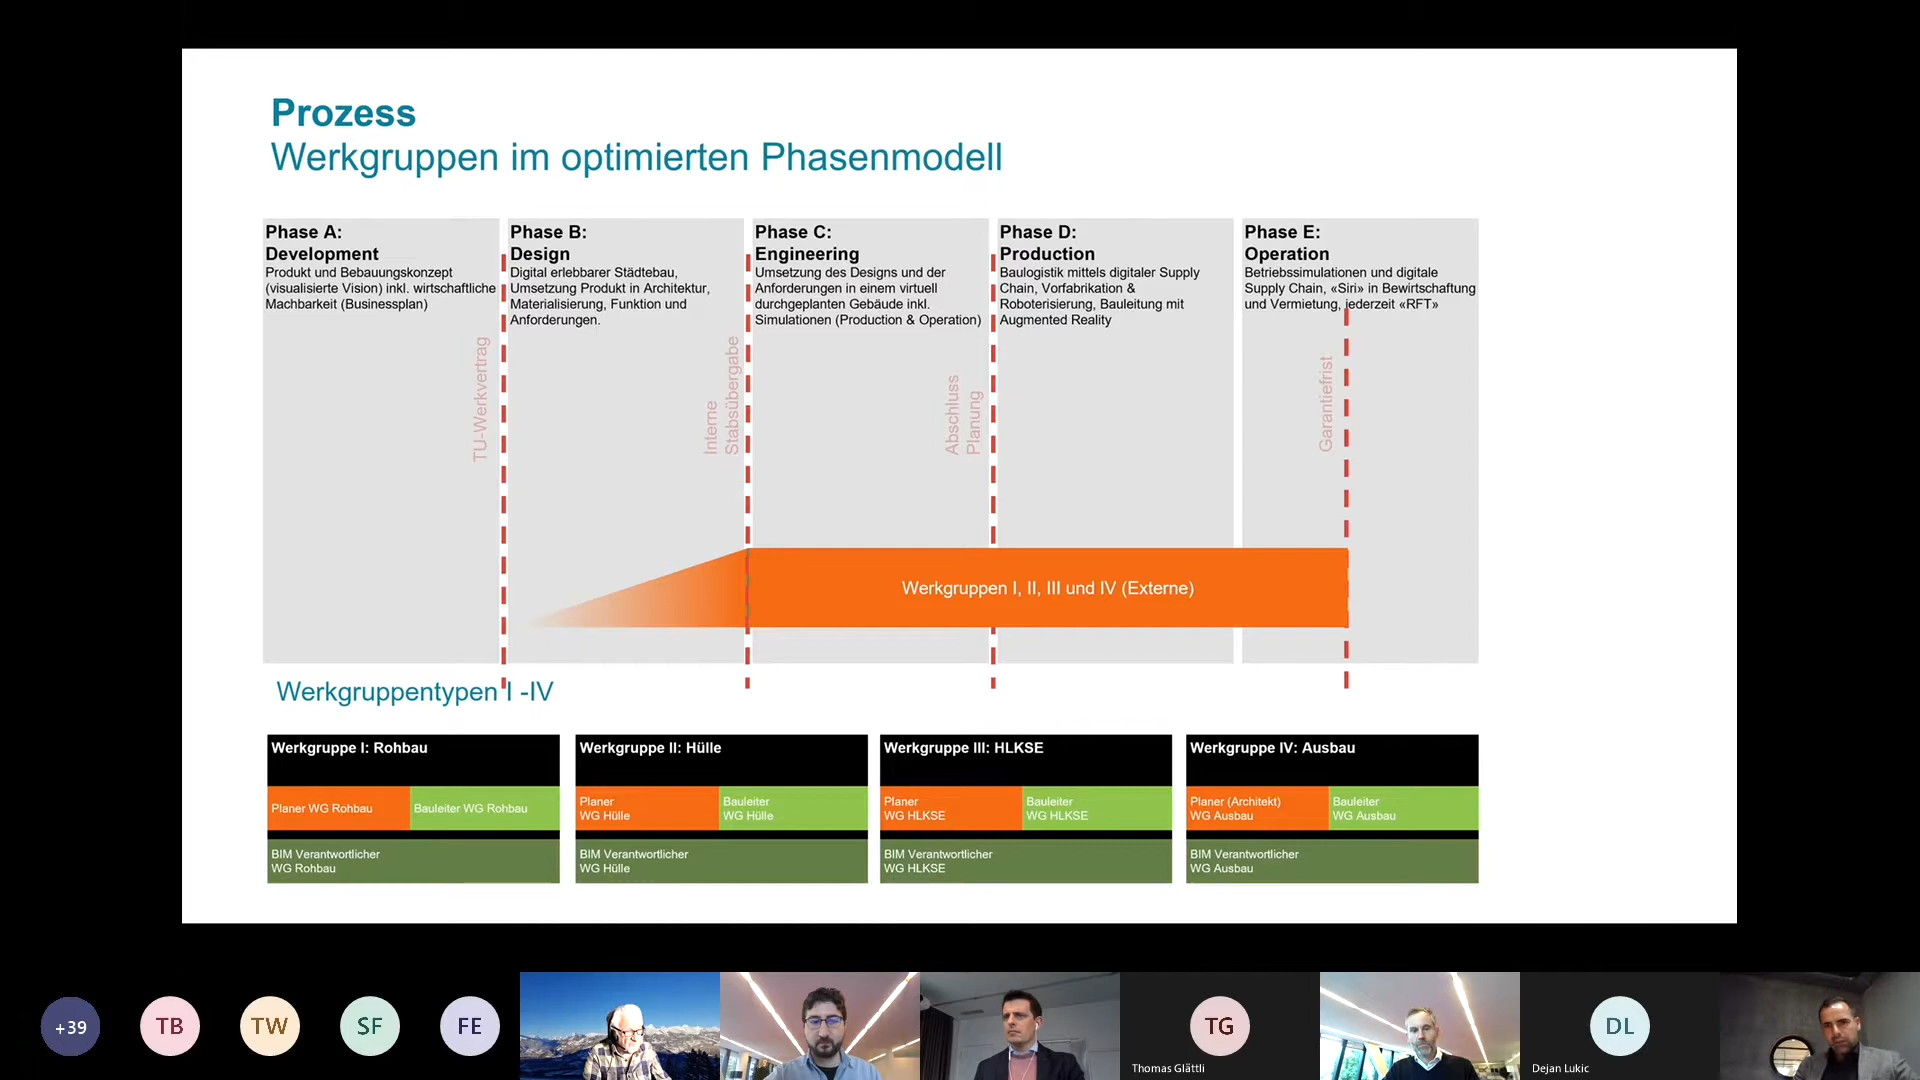 Prozess
Werkgruppen im optimierten Phasenmodell
Phase A:
Development
Produkt und Bebauungskonzept
(visualisierte Vision) inkl. wirtschaftliche
Machbarkeit (Businessplan)
Phase B:
Design
Digital erlebbarer Städtebau,
Umsetzung Produkt in Architektur,
Materialisierung, Funktion und
Anforderungen.
Phase C:
Engineering
Umsetzung des Designs und der
Anforderungen in einem virtuell
durchgeplanten Gebäude inkl.
Simulationen (Production & Operation)
Phase D:
Production
Baulogistik mittels digitaler Supply
Chain, Vorfabrikation &
Roboterisierung, Bauleitung mit
Augmented Reality
Phase E:
Operation
Betriebssimulationen und digitale
Supply Chain, «Siri» in Bewirtschaftung
und Vermietung, jederzeit «RFT»
TU-Werkvertrag
Interne
Stabsübergabe
Abschluss
Planung
Garantiefrist
Werkgruppen I, II, III und IV (Externe)
Werkgruppentypen I -IV
Werkgruppe I: Rohbau
Planer WG Rohbau
Bauleiter WG Rohbau
BIM Verantwortlicher
WG Rohbau
Werkgruppe II: Hülle
Planer
WG Hülle
Bauleiter
WG Hülle
BIM Verantwortlicher
WG Hülle
Werkgruppe III: HLKSE
Planer
WG HLKSE
Bauleiter
WG HLKSE
BIM Verantwortlicher
WG HLKSE
Werkgruppe IV: Ausbau
Planer (Architekt)
WG Ausbau
Bauleiter
WG Ausbau
BIM Verantwortlicher
WG Ausbau
+39
TB
TW
SF
FE
TG
Thomas Glättli
DL
Dejan Lukic